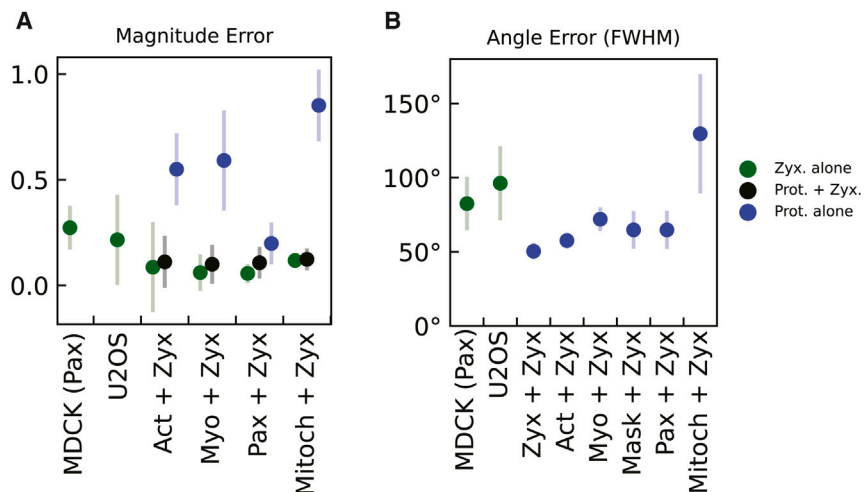 A
Magnitude Error
1.0
0.5
0.0
MDCK (Pax)
U2OS
Act + Zyx
Myo + Zyx
Pax + Zyx
Mitoch + Zyx
B
Angle Error (FWHM)
150°
100°
50°
0°
MDCK (Pax)
U2OS
Zyx + Zyx
Act + Zyx
Myo + Zyx
Mask + Zyx
Pax + Zyx
Mitoch + Zyx
Zyx. alone
Prot. + Zyx.
Prot. alone